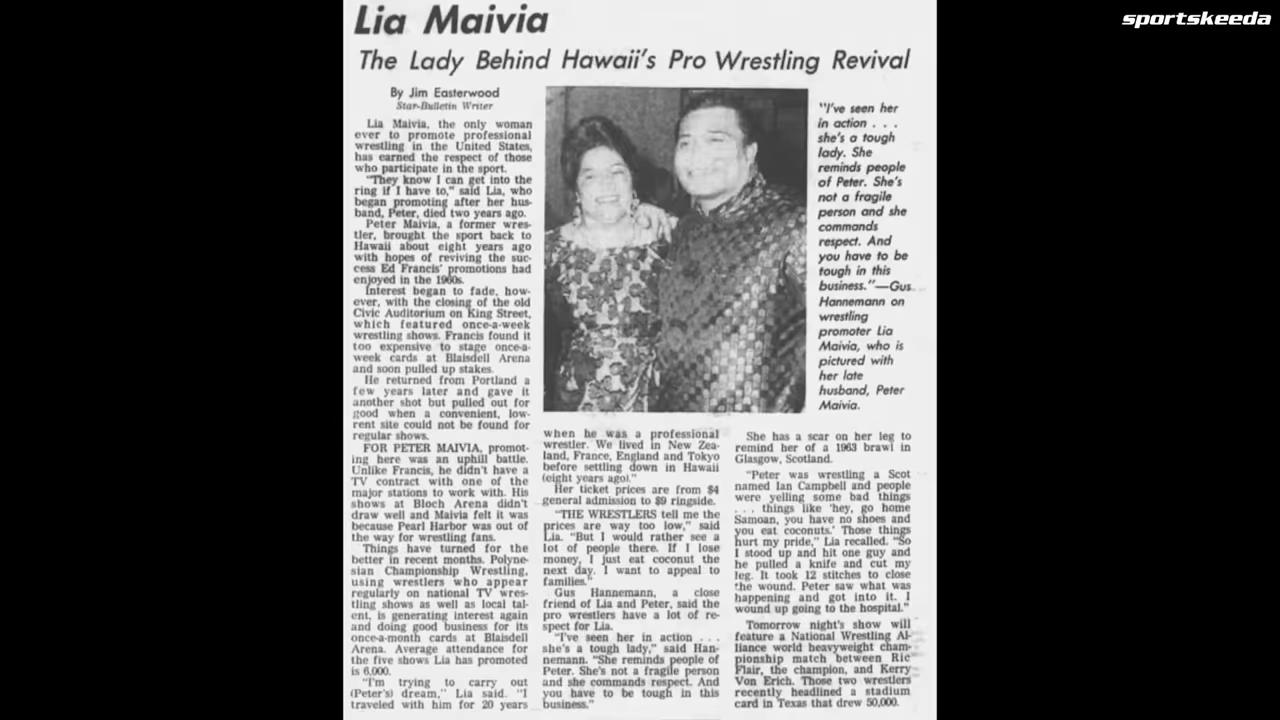 sportskeeda
Lia Maivia
The Lady Behind Hawaii's Pro Wrestling Revival
By Jim Easterwood
Star-Bulletin Writer
Lia Maivia, the only woman
ever to promote professional
wrestling in the United States,
has earned the respect of those
who participate in the sport.
"They know I can get into the
ring if I have to," said Lia, who
began promoting after her hus-
band, Peter, died two years ago.
Peter Maivia, a former wres-
tler, brought the sport back to
Hawaii about eight years ago
with hopes of reviving the suc-
cess Ed Francis' promotions had
enjoyed in the 1960s.
Interest began to fade, how-
ever, with the closing of the old
Civic Auditorium on King Street,
which featured once-a-week
wrestling shows. Francis found it
too expensive to stage once-a-
week cards at Blaisdell Arena
and soon pulled up stakes.
He returned from Portland a
few years later and gave it
another shot but pulled out for
good when a convenient, low-
rent site could not be found for
regular shows.
FOR PETER MAIVIA, promot-
ing here was an uphill battle.
Unlike Francis, he didn't have a
TV contract with one of the
major stations to work with. His
shows at Bloch Arena didn't
draw well and Maivia felt it was
because Pearl Harbor was out of
the way for wrestling fans.
Things have turned for the
better in recent months. Polyne-
sian Championship Wrestling,
using wrestlers who appear
regularly on national TV wres-
tling shows as well as local tal-
ent, is generating interest again
and doing good business for its
once-a-month cards at Blaisdell
Arena. Average attendance for
the five shows Lia has promoted
is 6,000.
"I'm trying to carry out
(Peter's) dream," Lia said. "I
traveled with him for 20 years
when he was a professional
wrestler. We lived in New Zea-
land, France, England and Tokyo
before settling down in Hawaii
(eight years ago)."
Her ticket prices are from $4
general admission to $9 ringside.
"THE WRESTLERS tell me the
prices are way too low," said
Lia. "But I would rather see a
lot of people there. If I lose
money, I just eat coconut the
next day. I want to appeal to
families."
Gus Hannemann, a close
friend of Lia and Peter, said the
pro wrestlers have a lot of re-
spect for Lia.
"I've seen her in action . . .
she's a tough lady," said Han-
nemann. "She reminds people of
Peter. She's not a fragile person
and she commands respect. And
you have to be tough in this
business."
"I've seen her
in action . . .
she's a tough
lady. She
reminds people
of Peter. She's
not a fragile
person and she
commands
respect. And
you have to be
tough in this
business."—Gus
Hannemann on
wrestling
promoter Lia
Maivia, who is
pictured with
her late
husband, Peter
Maivia.
She has a scar on her leg to
remind her of a 1963 brawl in
Glasgow, Scotland.
"Peter was wrestling a Scot
named Ian Campbell and people
were yelling some bad things
. . . things like 'hey, go home
Samoan, you have no shoes and
you eat coconuts.' Those things
hurt my pride," Lia recalled. "So
I stood up and hit one guy and
he pulled a knife and cut my
leg. It took 12 stitches to close
the wound. Peter saw what was
happening and got into it. I
wound up going to the hospital."
Tomorrow night's show will
feature a National Wrestling Al-
liance world heavyweight cham-
pionship match between Ric
Flair, the champion, and Kerry
Von Erich. Those two wrestlers
recently headlined a stadium
card in Texas that drew 50,000.